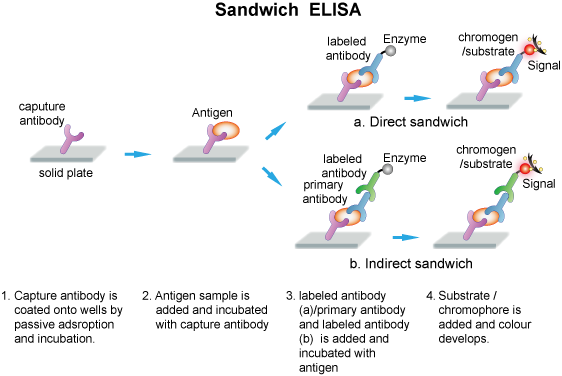 Sandwich ELISA
labeled
antibody
Enzyme
chromogen
/substrate
Signal
caputure
antibody
solid plate
Antigen
a. Direct sandwich
labeled
antibody
primary
antibody
Enzyme
chromogen
/substrate
Signal
b. Indirect sandwich
1. Capture antibody is
coated onto wells by
passive adsroption
and incubation.
2. Antigen sample is
added and incubated
with capture antibody
3. labeled antibody
(a)/primary antibody
and labeled antibody
(b) is added and
incubated with
antigen
4. Substrate /
chromophore is
added and colour
develops.